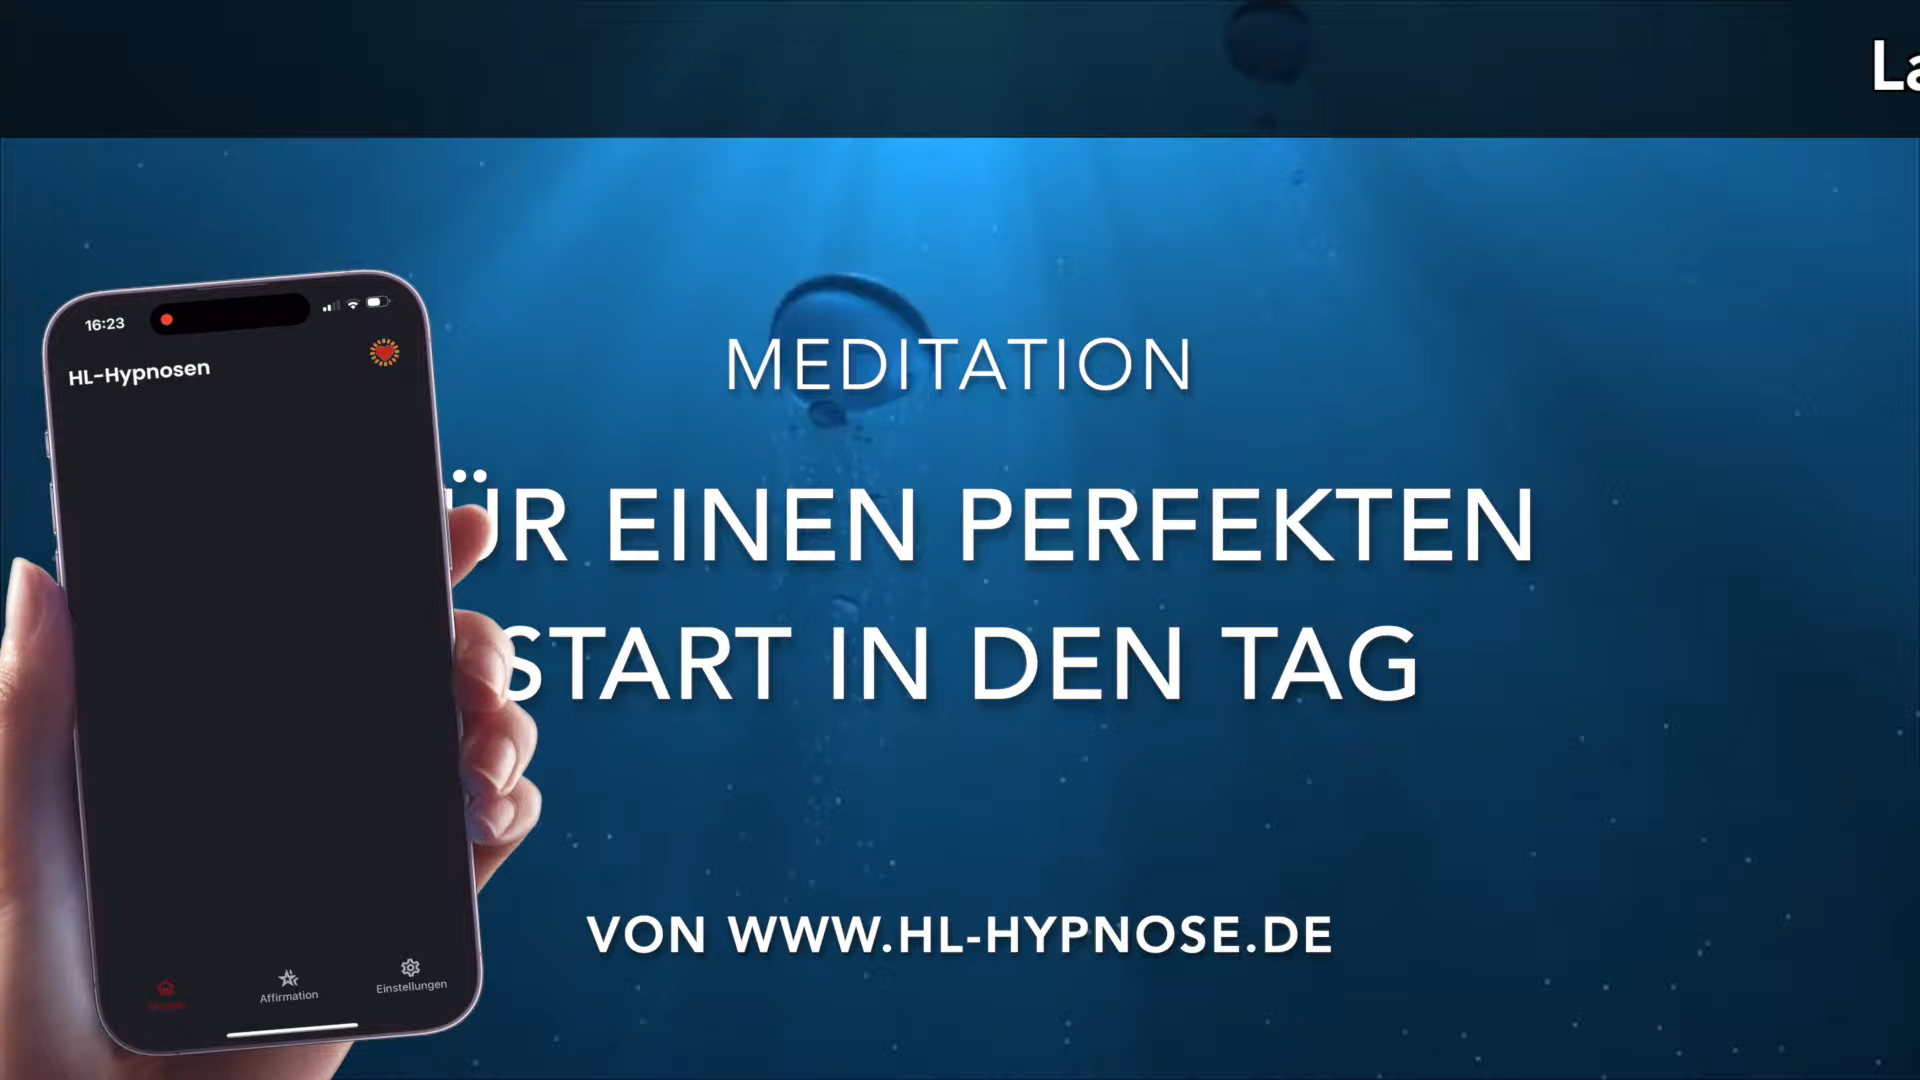 La
16:23
HL-Hypnosen
MEDITATION
ÜR EINEN PERFEKTEN
START IN DEN TAG
VON WWW.HL-HYPNOSE.DE
Affirmation
Einstellungen